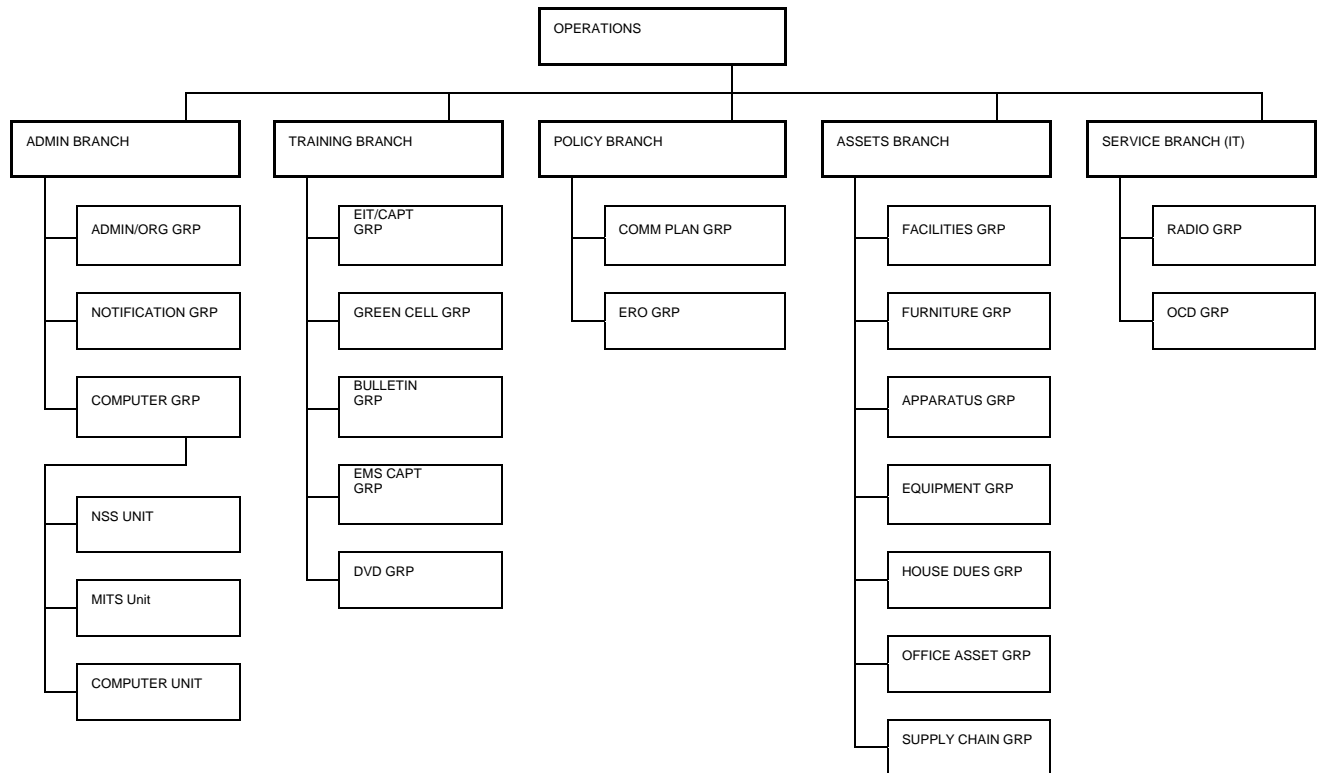 OPERATIONS
ADMIN BRANCH
TRAINING BRANCH
POLICY BRANCH
ASSETS BRANCH
SERVICE BRANCH (IT)
ADMIN/ORG GRP
NOTIFICATION GRP
COMPUTER GRP
NSS UNIT
MITS Unit
COMPUTER UNIT
EIT/CAPT
GRP
GREEN CELL GRP
BULLETIN
GRP
EMS CAPT
GRP
DVD GRP
COMM PLAN GRP
ERO GRP
FACILITIES GRP
FURNITURE GRP
APPARATUS GRP
EQUIPMENT GRP
HOUSE DUES GRP
OFFICE ASSET GRP
SUPPLY CHAIN GRP
RADIO GRP
OCD GRP